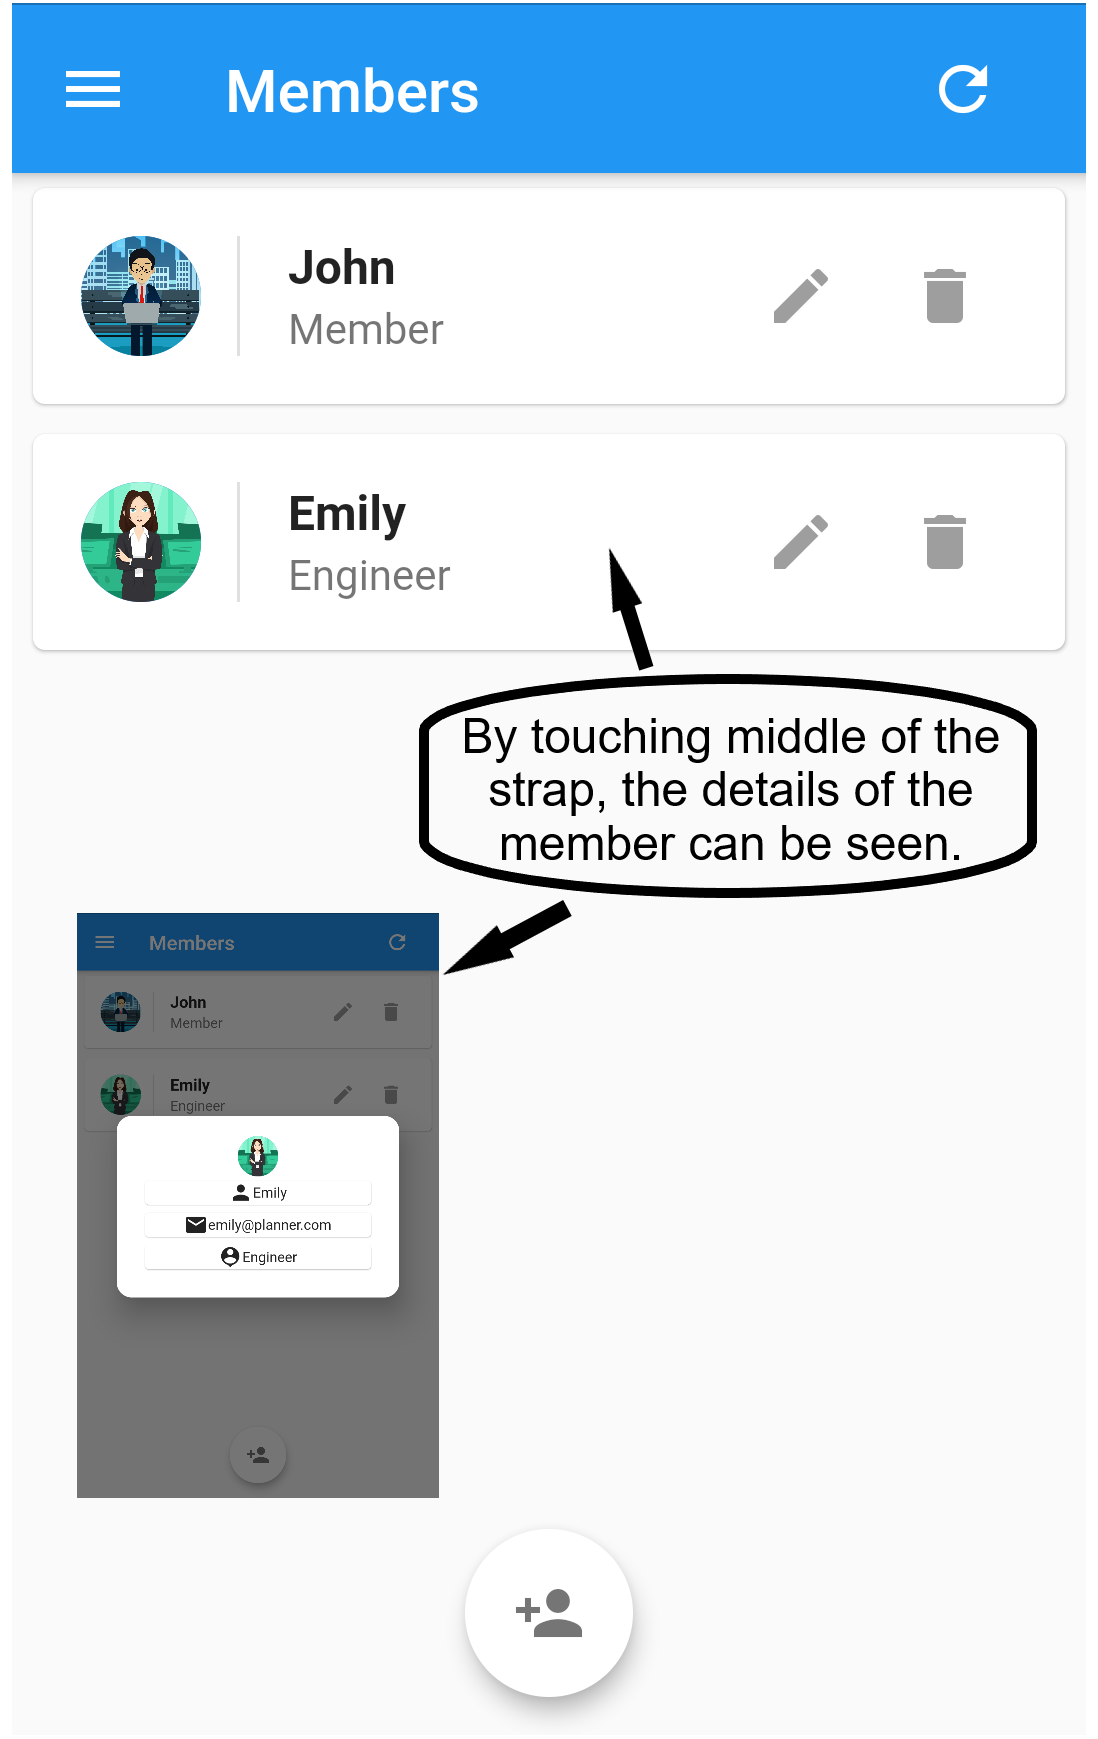 Members
John
Member
Emily
Engineer
By touching middle of the
strap, the details of the
member can be seen.
Members
John
Member
Emily
Engineer
Emily
emily@planner.com
Engineer